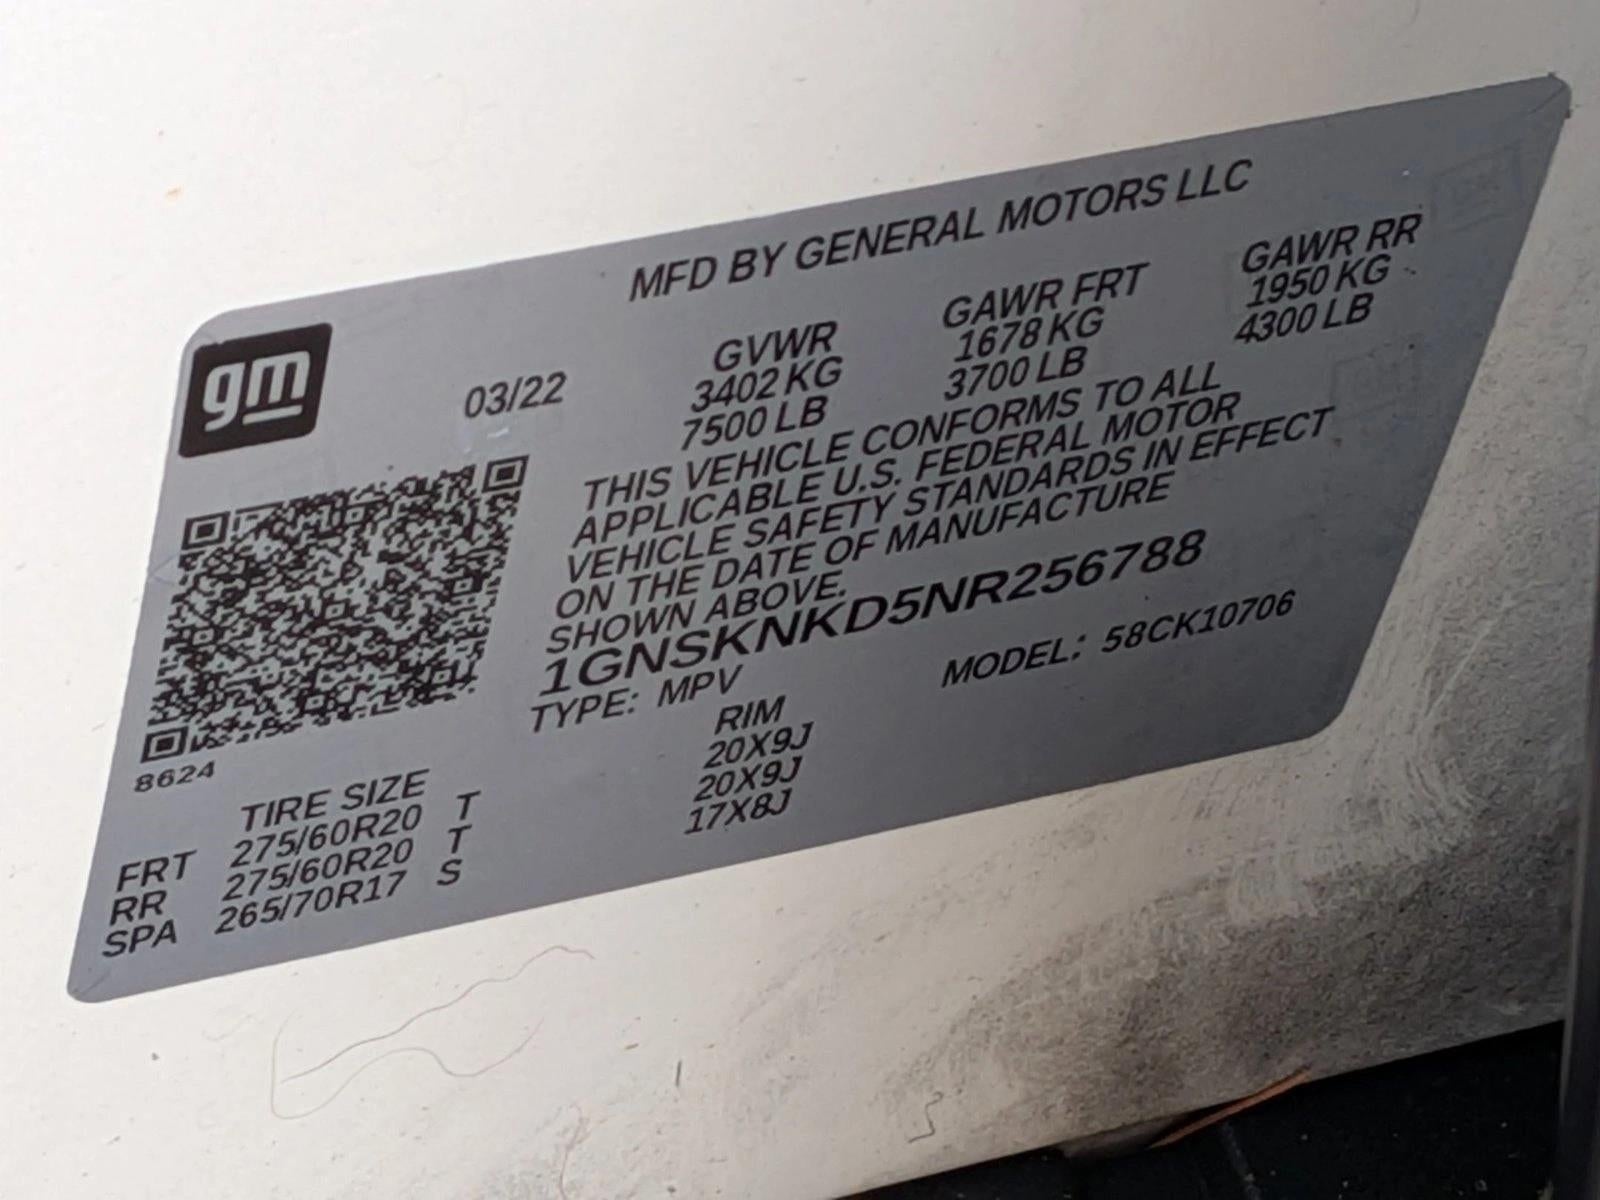 MFD BY GENERAL MOTORS LLC
gm
03/22
GVWR GAWR FRT GAWR RR
3402 KG 1678 KG 1950 KG
7500 LB 3700 LB 4300 LB
THIS VEHICLE CONFORMS TO ALL
APPLICABLE U.S. FEDERAL MOTOR
VEHICLE SAFETY STANDARDS IN EFFECT
ON THE DATE OF MANUFACTURE
SHOWN ABOVE.
1GNSKNKD5NR256788
TYPE: MPV MODEL: 58CK10706
8624
TIRE SIZE RIM
FRT 275/60R20 T 20X9J
RR 275/60R20 T 20X9J
SPA 265/70R17 S 17X8J